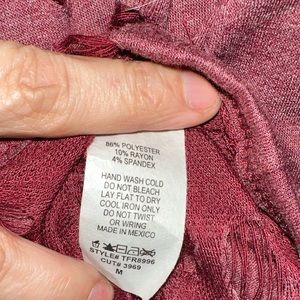 86% POLYESTER
10% RAYON
4% SPANDEX
HAND WASH COLD
DO NOT BLEACH
LAY FLAT TO DRY
COOL IRON ONLY
DO NOT TWIST
OR WRING
MADE IN MEXICO
STYLE# TFR8996
CUT# 3969
M